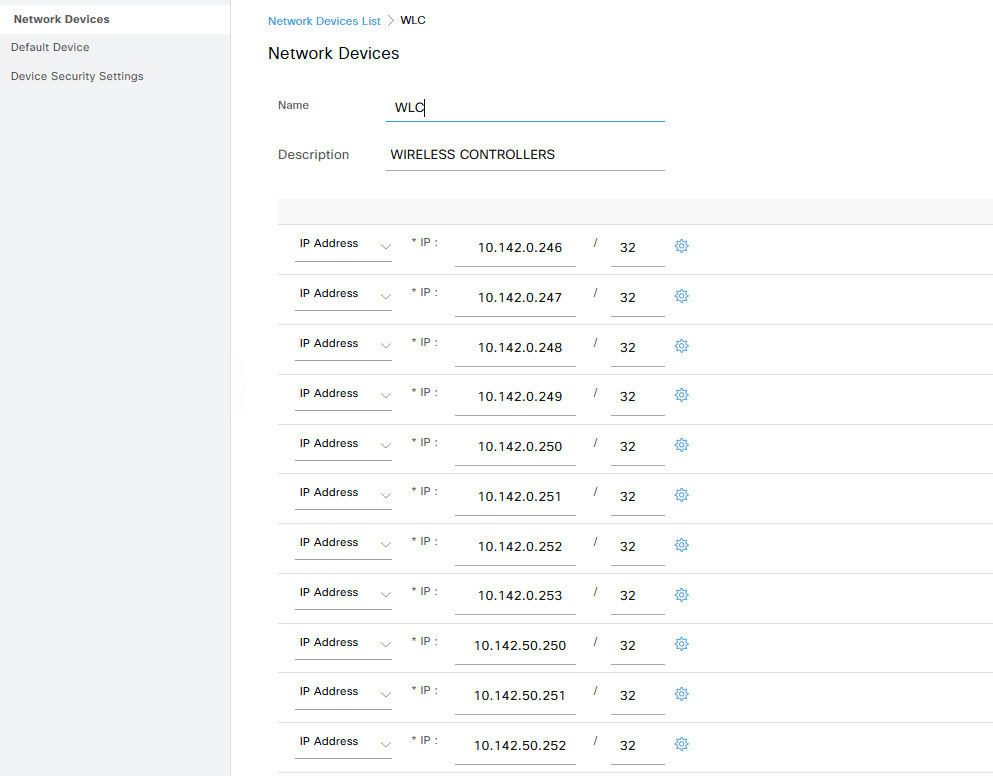 Network Devices
Default Device
Device Security Settings
Network Devices List > WLC
Network Devices
Name WLC
Description WIRELESS CONTROLLERS
IP Address * IP : 10.142.0.246 / 32
IP Address * IP : 10.142.0.247 / 32
IP Address * IP : 10.142.0.248 / 32
IP Address * IP : 10.142.0.249 / 32
IP Address * IP : 10.142.0.250 / 32
IP Address * IP : 10.142.0.251 / 32
IP Address * IP : 10.142.0.252 / 32
IP Address * IP : 10.142.0.253 / 32
IP Address * IP : 10.142.50.250 / 32
IP Address * IP : 10.142.50.251 / 32
IP Address * IP : 10.142.50.252 / 32